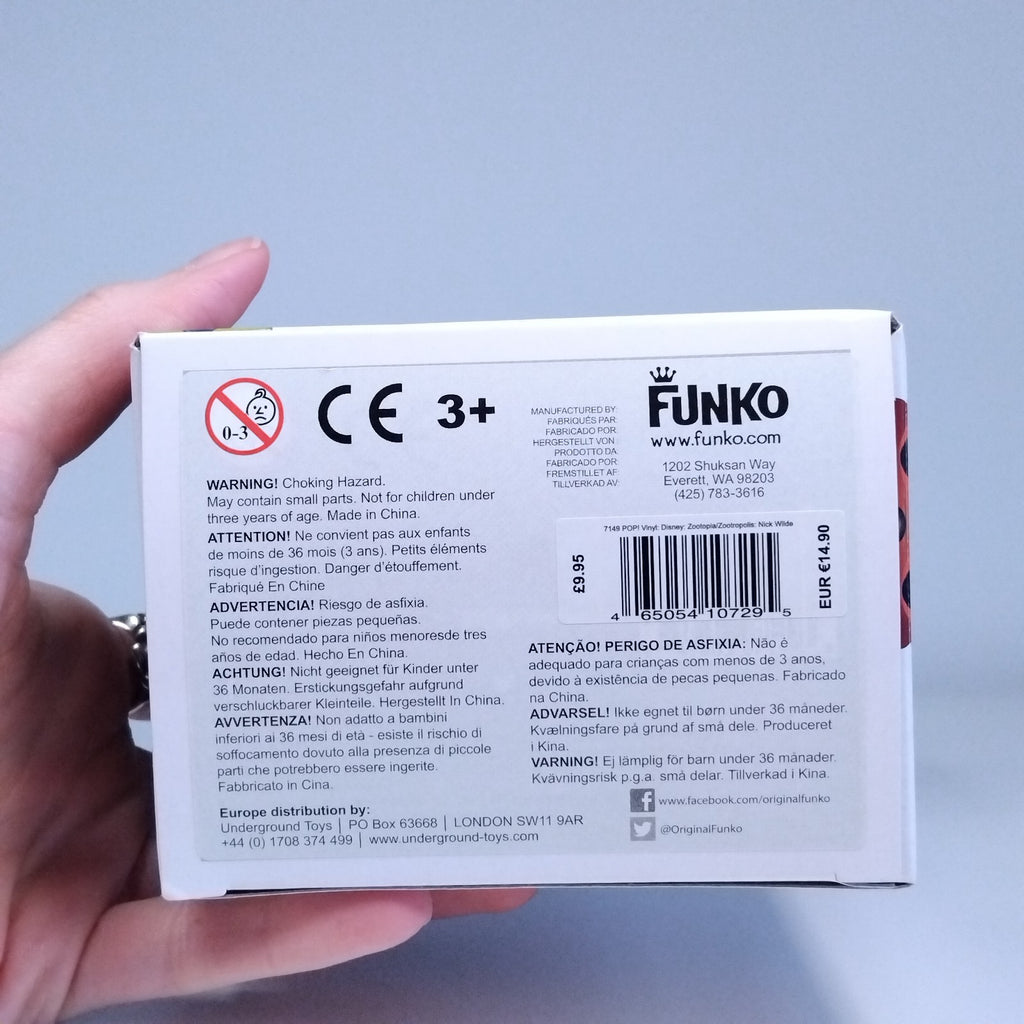 0-3
CE 3+
WARNING! Choking Hazard.
May contain small parts. Not for children under
three years of age. Made in China.
ATTENTION! Ne convient pas aux enfants
de moins de 36 mois (3 ans). Petits éléments
risque d'ingestion. Danger d'étouffement.
Fabriqué En Chine
ADVERTENCIA! Riesgo de asfixia.
Puede contener piezas pequeñas.
No recomendado para niños menoresde tres
años de edad. Hecho En China.
ACHTUNG! Nicht geeignet für Kinder unter
36 Monaten. Erstickungsgefahr aufgrund
verschluckbarer Kleinteile. Hergestellt In China.
AVVERTENZA! Non adatto a bambini
inferiori ai 36 mesi di età - esiste il rischio di
soffocamento dovuto alla presenza di piccole
parti che potrebbero essere ingerite.
Fabbricato in Cina.
Europe distribution by:
Underground Toys | PO Box 63668 | LONDON SW11 9AR
+44 (0) 1708 374 499 | www.underground-toys.com
MANUFACTURED BY:
FABRIQUÉS PAR:
FABRICADO POR:
HERGESTELLT VON :
PRODOTTO DA:
FABRICADO POR:
FREMSTILLET AF:
TILLVERKAD AV:
FUNKO
www.funko.com
1202 Shuksan Way
Everett, WA 98203
(425) 783-3616
7149 POP! Vinyl: Disney: Zootopia/Zootropolis: Nick Wilde
£9.95
EUR €14.90
4 65054 10729 5
ATENÇÃO! PERIGO DE ASFIXIA: Não é
adequado para crianças com menos de 3 anos,
devido à existência de pecas pequenas. Fabricado
na China.
ADVARSEL! Ikke egnet til børn under 36 måneder.
Kvælningsfare på grund af små dele. Produceret
i Kina.
VARNING! Ej lämplig för barn under 36 månader.
Kvävningsrisk p.g.a. små delar. Tillverkad i Kina.
www.facebook.com/originalfunko
@OriginalFunko